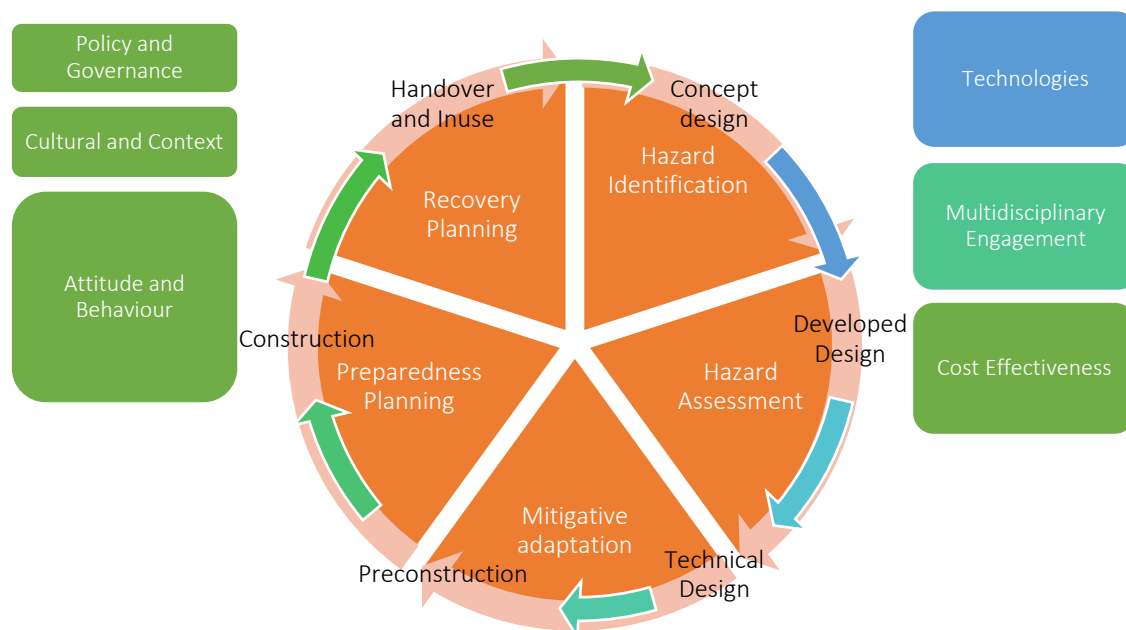 Policy and
Governance
Cultural and Context
Attitude and
Behaviour
Handover
and Inuse
Concept
design
Hazard
Identification
Recovery
Planning
Developed
Design
Construction
Preparedness
Planning
Hazard
Assessment
Mitigative
adaptation
Preconstruction
Technical
Design
Technologies
Multidisciplinary
Engagement
Cost Effectiveness